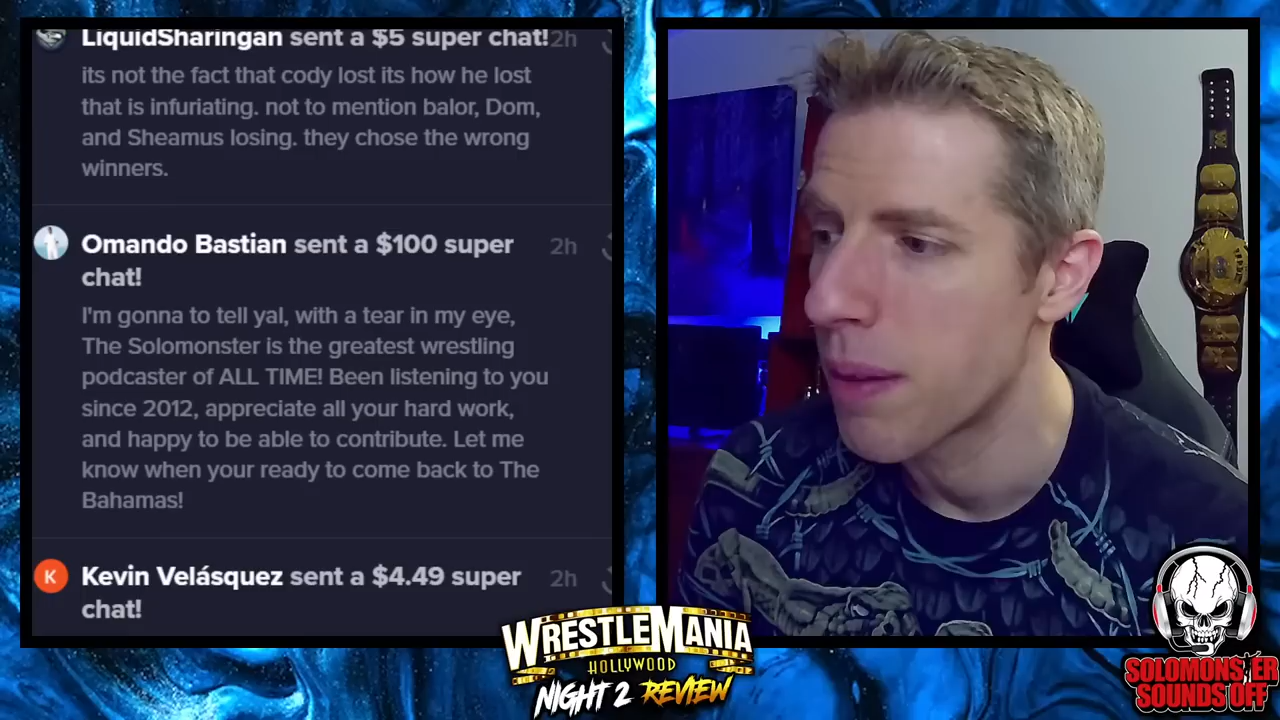 LiquidSharingan sent a $5 super chat! 2h
its not the fact that cody lost its how he lost
that is infuriating. not to mention balor, Dom,
and Sheamus losing. they chose the wrong
winners.
Omando Bastian sent a $100 super 2h
chat!
I'm gonna to tell yal, with a tear in my eye,
The Solomonster is the greatest wrestling
podcaster of ALL TIME! Been listening to you
since 2012, appreciate all your hard work,
and happy to be able to contribute. Let me
know when your ready to come back to The
Bahamas!
K
Kevin Velásquez sent a $4.49 super 2h
chat!
WRESTLEMANIA
HOLLYWOOD
NIGHT 2 REVIEW
SOLOMONSTER
SOUNDS OFF